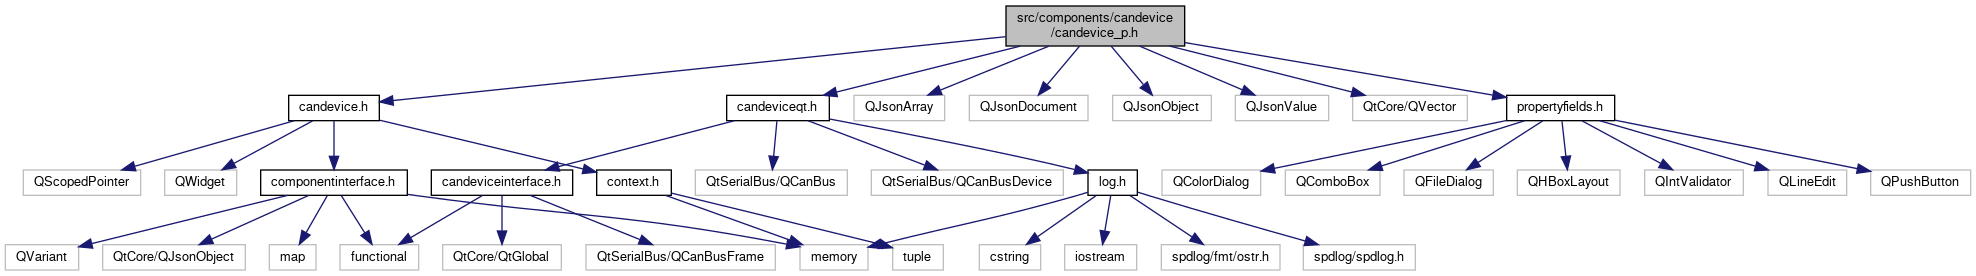 src/components/candevice
/candevice_p.h
candevice.h
candeviceqt.h
QJsonArray
QJsonDocument
QJsonObject
QJsonValue
QtCore/QVector
propertyfields.h
QScopedPointer
QWidget
componentinterface.h
candeviceinterface.h
context.h
QtSerialBus/QCanBus
QtSerialBus/QCanBusDevice
log.h
QColorDialog
QComboBox
QFileDialog
QHBoxLayout
QIntValidator
QLineEdit
QPushButton
QVariant
QtCore/QJsonObject
map
functional
QtCore/QtGlobal
QtSerialBus/QCanBusFrame
memory
tuple
cstring
iostream
spdlog/fmt/ostr.h
spdlog/spdlog.h